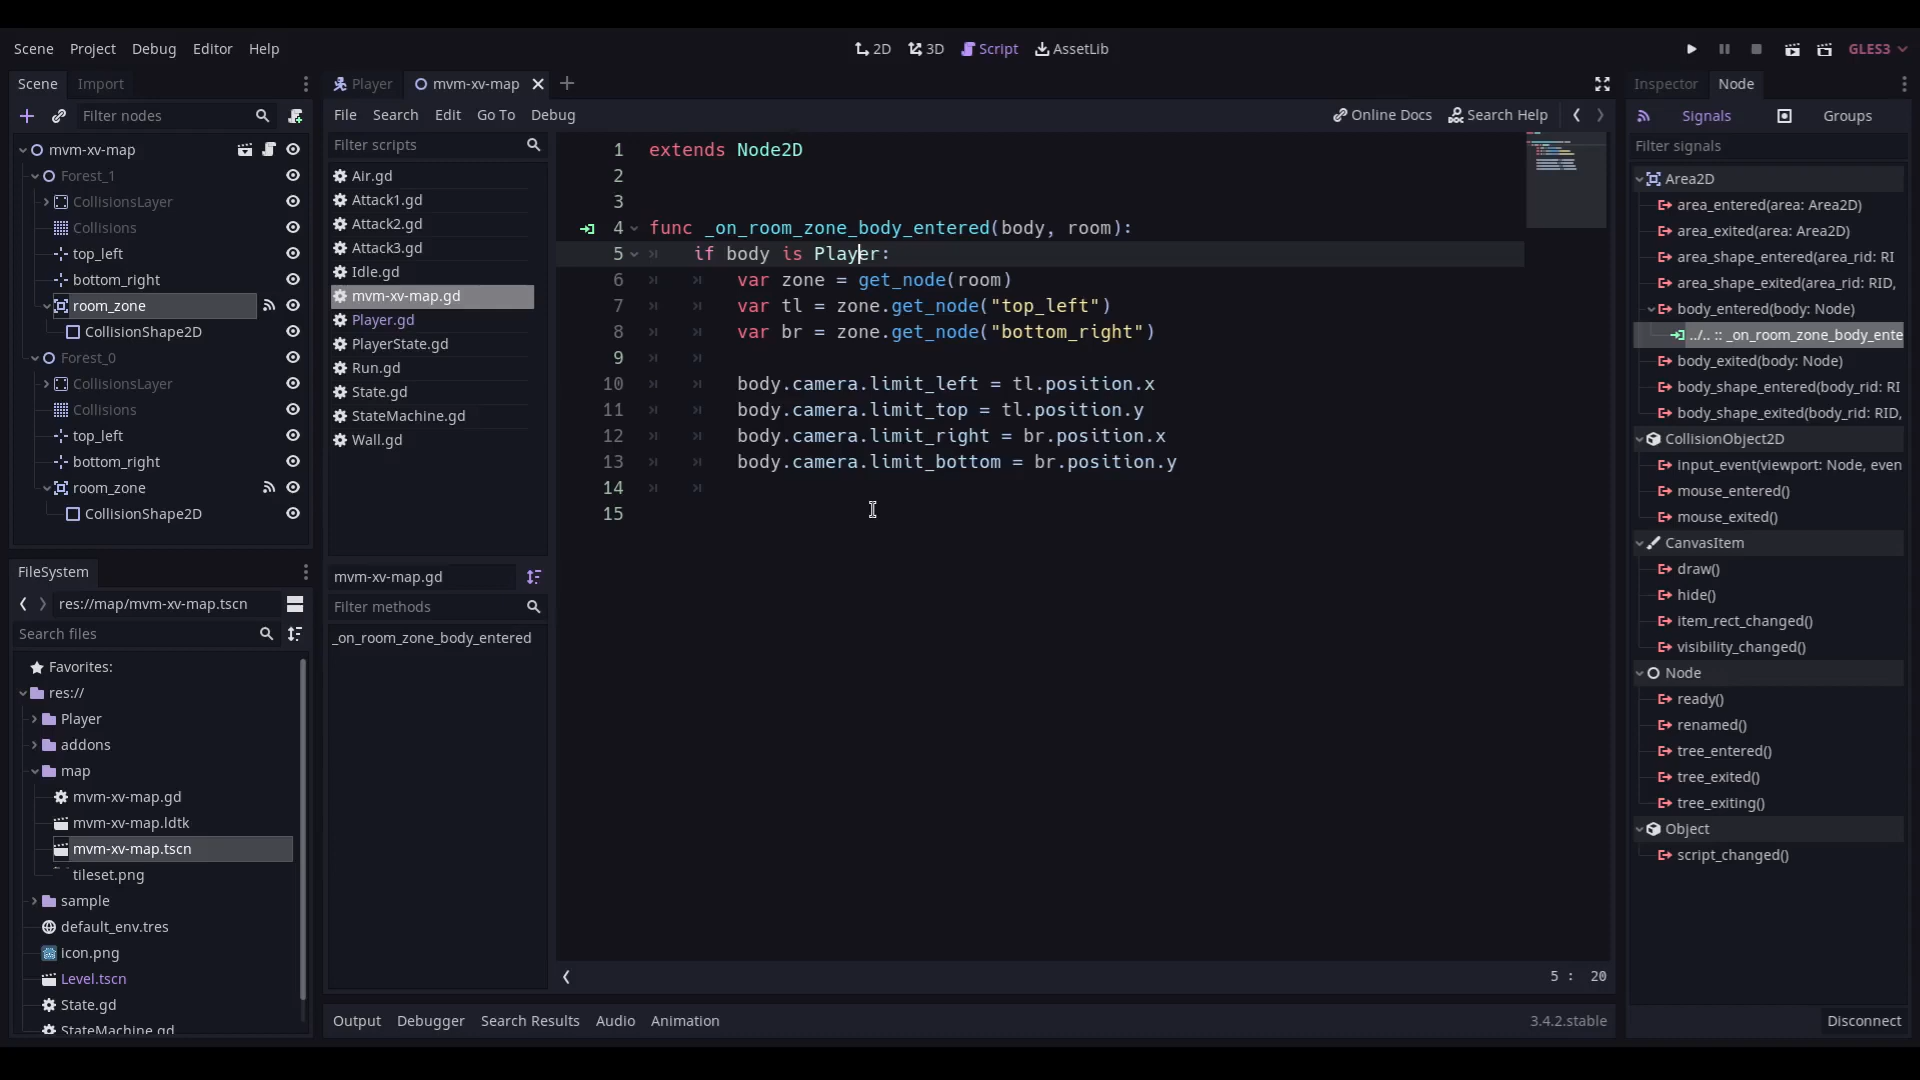 Scene Project Debug Editor Help
2D 3D Script AssetLib
GLES3
Scene Import
Filter nodes
mvm-xv-map
Forest_1
CollisionsLayer
Collisions
top_left
bottom_right
room_zone
CollisionShape2D
Forest_0
CollisionsLayer
Collisions
top_left
bottom_right
room_zone
CollisionShape2D
FileSystem
res://map/mvm-xv-map.tscn
Search files
Favorites:
res://
Player
addons
map
mvm-xv-map.gd
mvm-xv-map.ldtk
mvm-xv-map.tscn
tileset.png
sample
default_env.tres
icon.png
Level.tscn
State.gd
StateMachine.gd
Player mvm-xv-map
File Search Edit Go To Debug
Online Docs Search Help
Filter scripts
Air.gd
Attack1.gd
Attack2.gd
Attack3.gd
Idle.gd
mvm-xv-map.gd
Player.gd
PlayerState.gd
Run.gd
State.gd
StateMachine.gd
Wall.gd
mvm-xv-map.gd
Filter methods
_on_room_zone_body_entered
1 extends Node2D
2
3
4 func _on_room_zone_body_entered(body, room):
5 if body is Player:
6 var zone = get_node(room)
7 var tl = zone.get_node("top_left")
8 var br = zone.get_node("bottom_right")
9
10 body.camera.limit_left = tl.position.x
11 body.camera.limit_top = tl.position.y
12 body.camera.limit_right = br.position.x
13 body.camera.limit_bottom = br.position.y
14
15
5 : 20
Output Debugger Search Results Audio Animation
3.4.2.stable
Inspector Node
Signals Groups
Filter signals
Area2D
area_entered(area: Area2D)
area_exited(area: Area2D)
area_shape_entered(area_rid: RI
area_shape_exited(area_rid: RID,
body_entered(body: Node)
../.. :: _on_room_zone_body_ente
body_exited(body: Node)
body_shape_entered(body_rid: RI
body_shape_exited(body_rid: RID,
CollisionObject2D
input_event(viewport: Node, even
mouse_entered()
mouse_exited()
CanvasItem
draw()
hide()
item_rect_changed()
visibility_changed()
Node
ready()
renamed()
tree_entered()
tree_exited()
tree_exiting()
Object
script_changed()
Disconnect